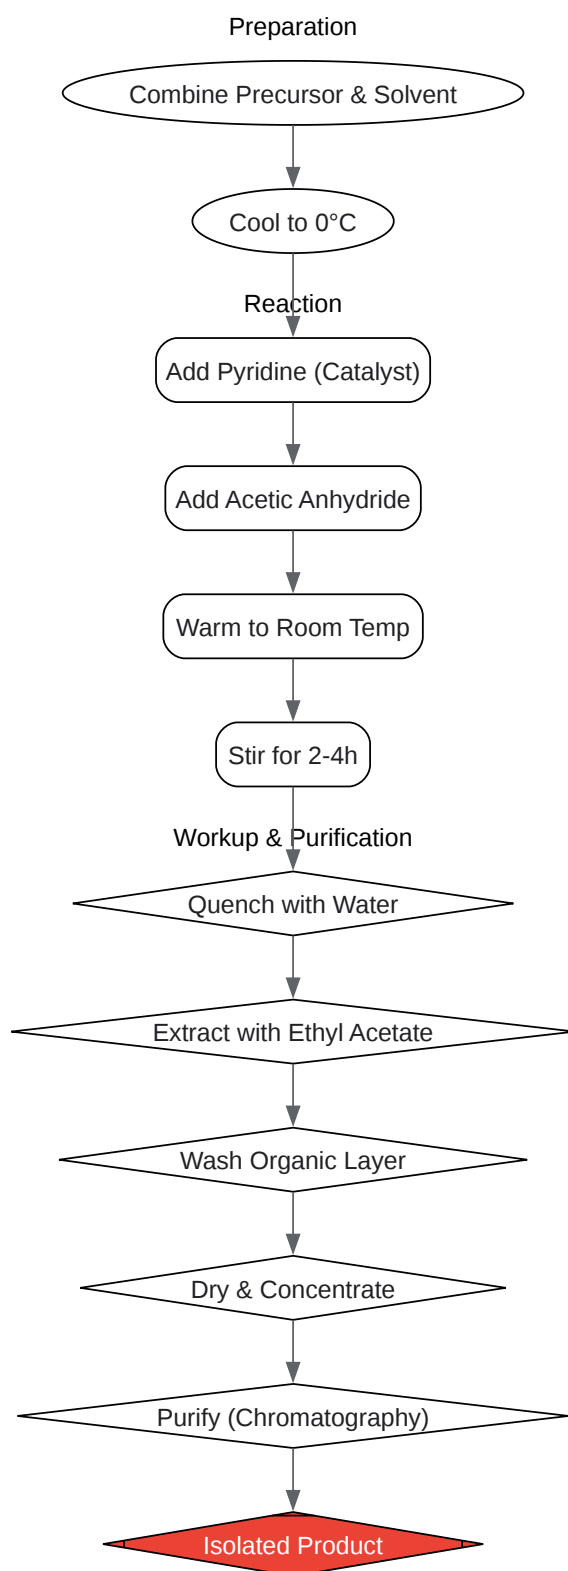 Preparation
Combine Precursor & Solvent
Cool to 0°C
Reaction
Add Pyridine (Catalyst)
Add Acetic Anhydride
Warm to Room Temp
Stir for 2-4h
Workup & Purification
Quench with Water
Extract with Ethyl Acetate
Wash Organic Layer
Dry & Concentrate
Purify (Chromatography)
Isolated Product